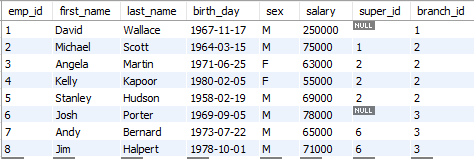 emp_id first_name last_name birth_day sex salary super_id branch_id
1 David Wallace 1967-11-17 M 250000 NULL 1
2 Michael Scott 1964-03-15 M 75000 1 2
3 Angela Martin 1971-06-25 F 63000 2 2
4 Kelly Kapoor 1980-02-05 F 55000 2 2
5 Stanley Hudson 1958-02-19 M 69000 2 2
6 Josh Porter 1969-09-05 M 78000 NULL 3
7 Andy Bernard 1973-07-22 M 65000 6 3
8 Jim Halpert 1978-10-01 M 71000 6 3